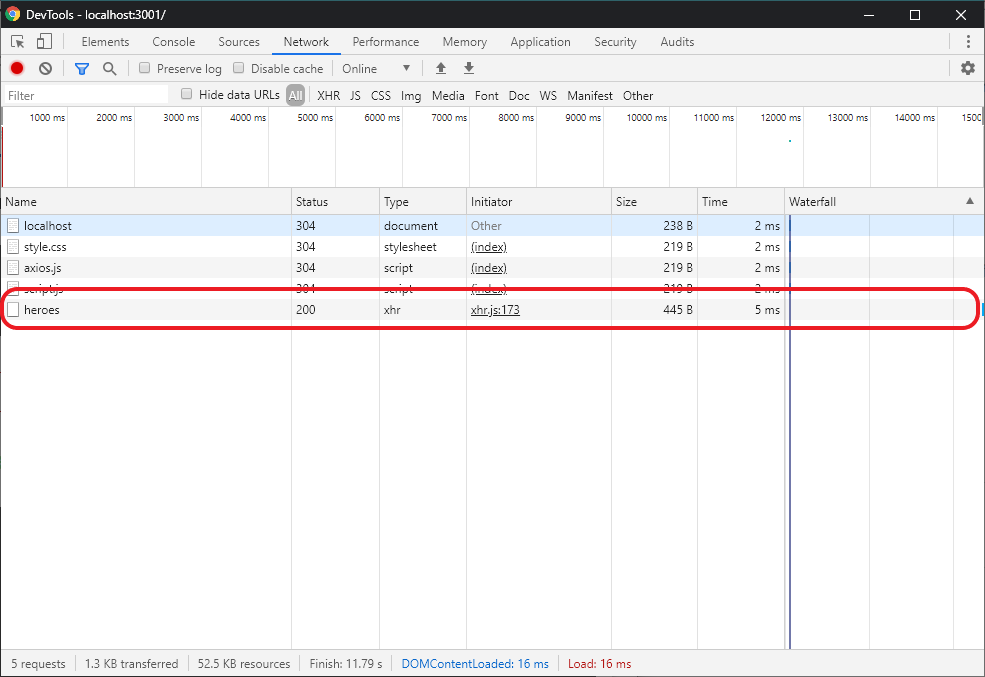 DevTools - localhost:3001/
Elements Console Sources Network Performance Memory Application Security Audits
Preserve log Disable cache Online
Filter Hide data URLs All XHR JS CSS Img Media Font Doc WS Manifest Other
1000 ms 2000 ms 3000 ms 4000 ms 5000 ms 6000 ms 7000 ms 8000 ms 9000 ms 10000 ms 11000 ms 12000 ms 13000 ms 14000 ms 1500
Name Status Type Initiator Size Time Waterfall
localhost 304 document Other 238 B 2 ms
style.css 304 stylesheet (index) 219 B 2 ms
axios.js 304 script (index) 219 B 2 ms
script.js 304 script (index) 219 B 2 ms
heroes 200 xhr xhr.js:173 445 B 5 ms
5 requests 1.3 KB transferred 52.5 KB resources Finish: 11.79 s DOMContentLoaded: 16 ms Load: 16 ms